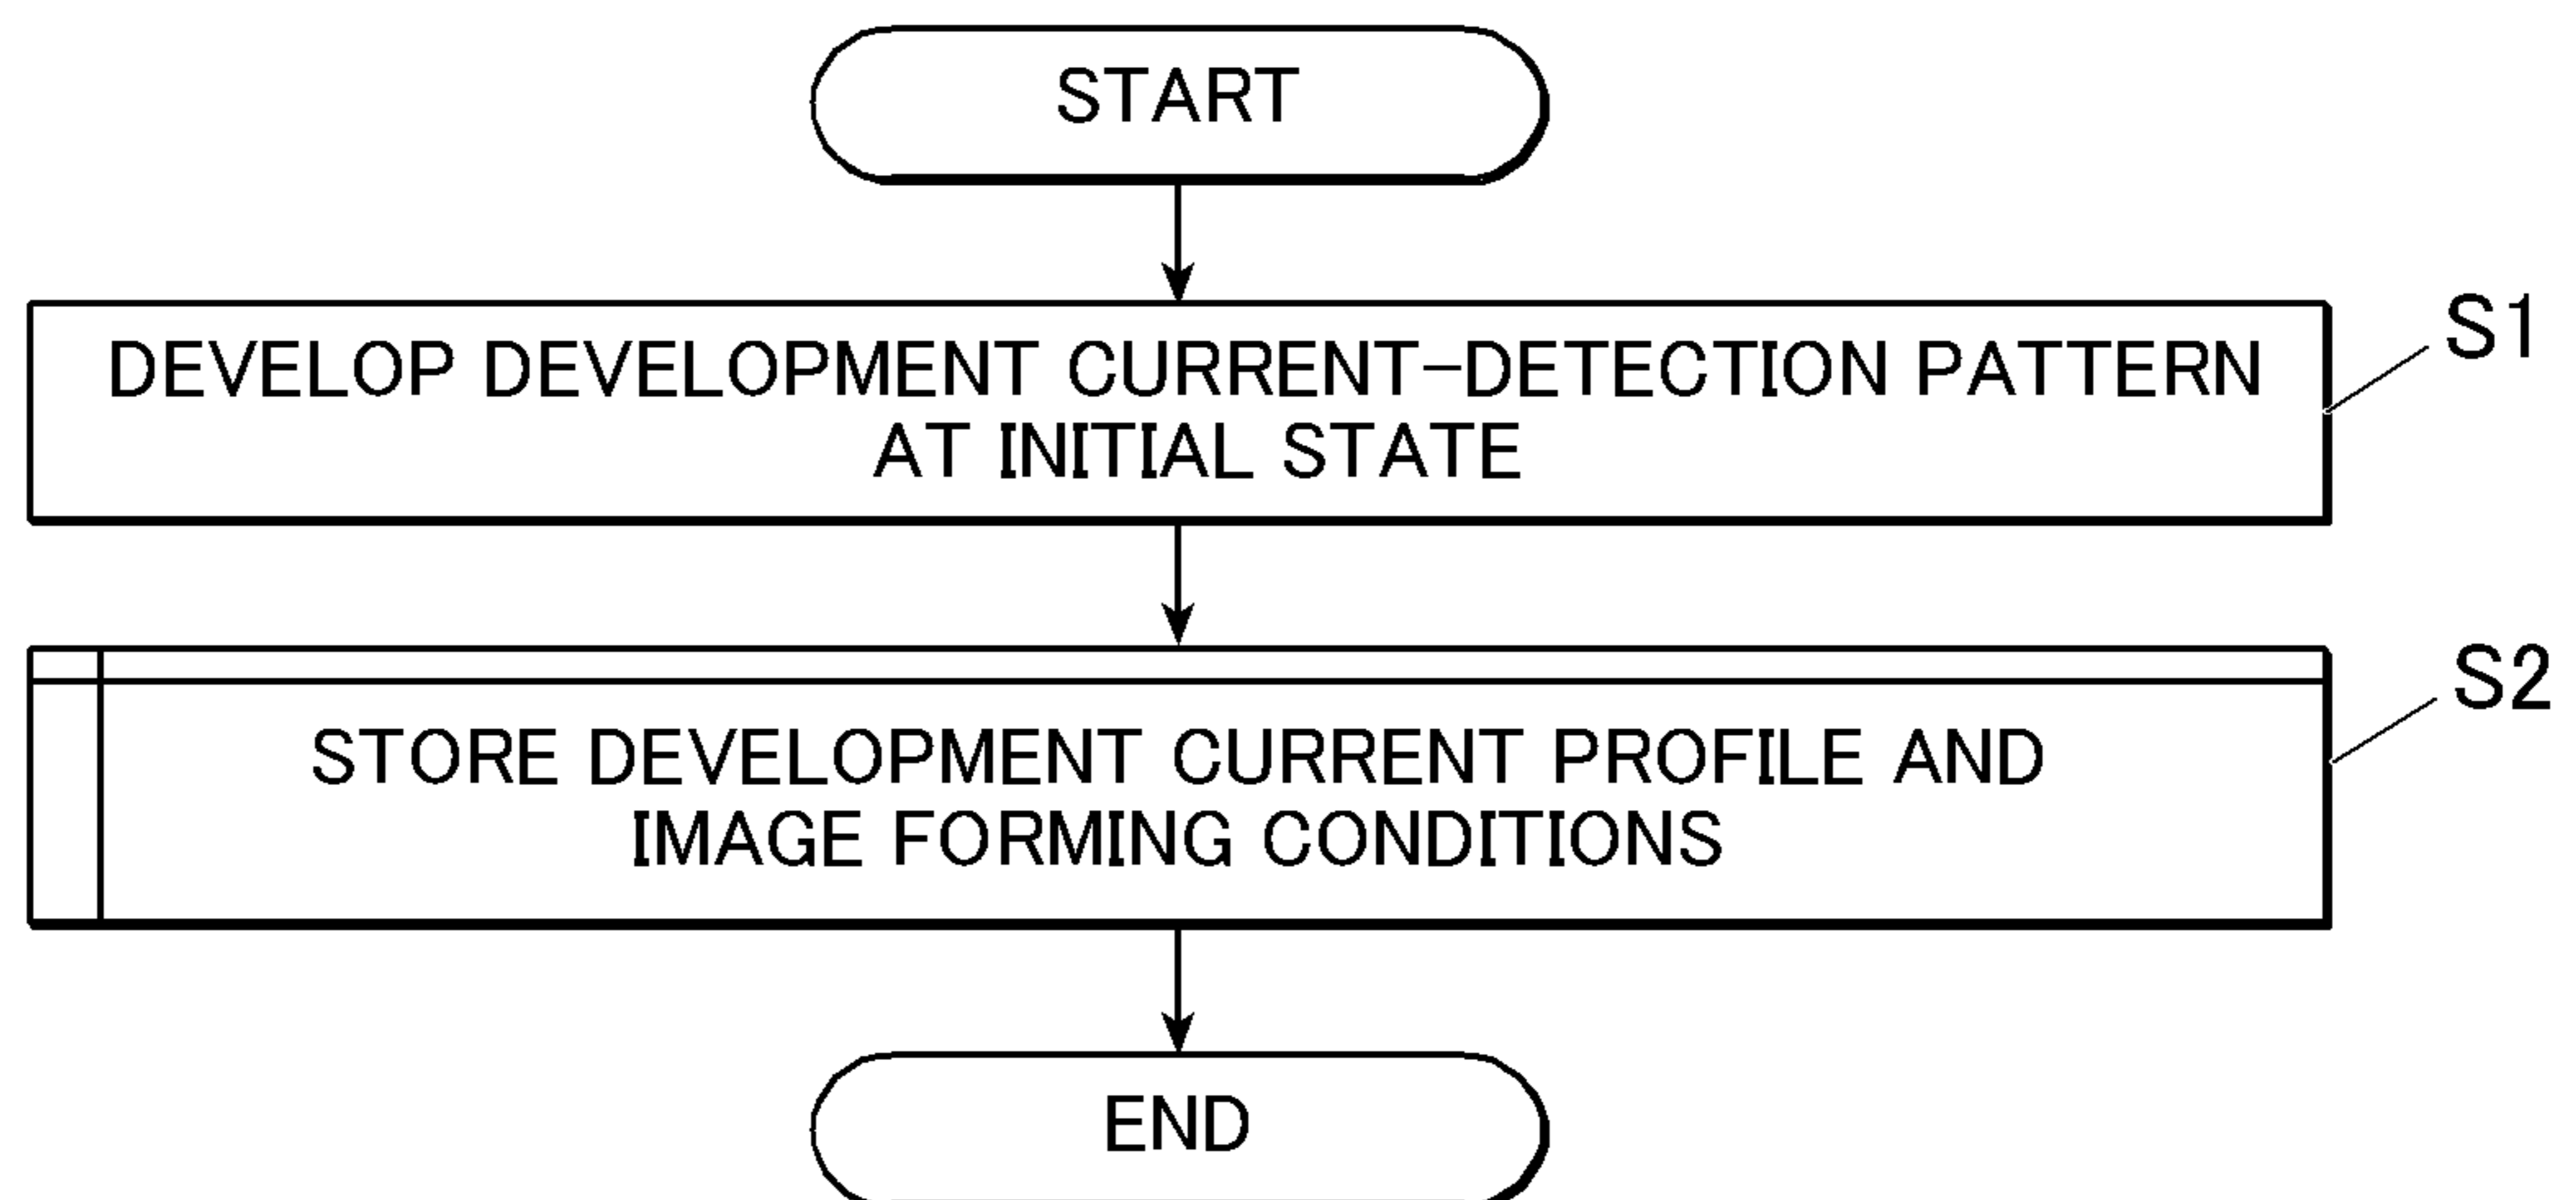 START
DEVELOP DEVELOPMENT CURRENT-DETECTION PATTERN
AT INITIAL STATE
S1
STORE DEVELOPMENT CURRENT PROFILE AND
IMAGE FORMING CONDITIONS
S2
END